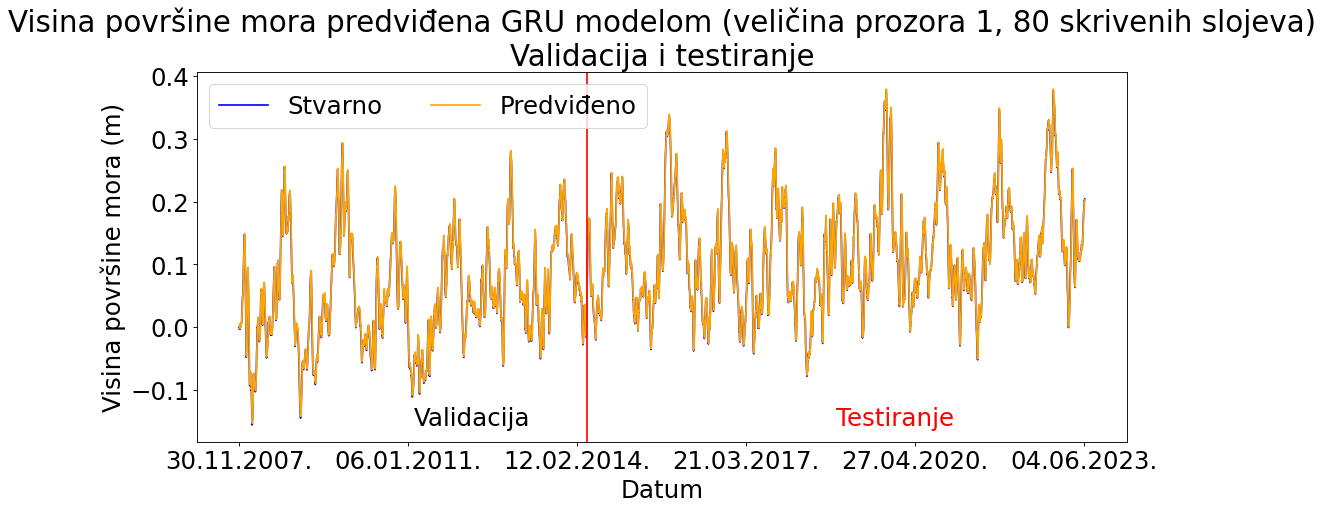 Visina površine mora predviđena GRU modelom (veličina prozora 1, 80 skrivenih slojeva)
Validacija i testiranje
Stvarno
Predviđeno
0.4
0.3
0.2
0.1
0.0
−0.1
Visina površine mora (m)
Validacija
Testiranje
30.11.2007.
06.01.2011.
12.02.2014.
21.03.2017.
27.04.2020.
04.06.2023.
Datum